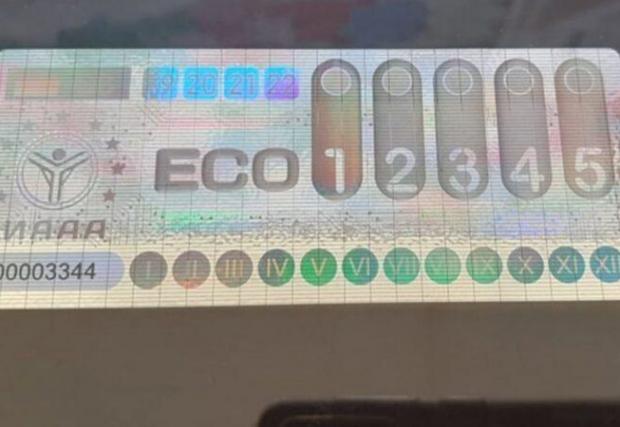 19 20 21 22
ECO 1 2 3 4 5
ИААА
00003344 I II III IV V VI VII VIII IX X XI XII